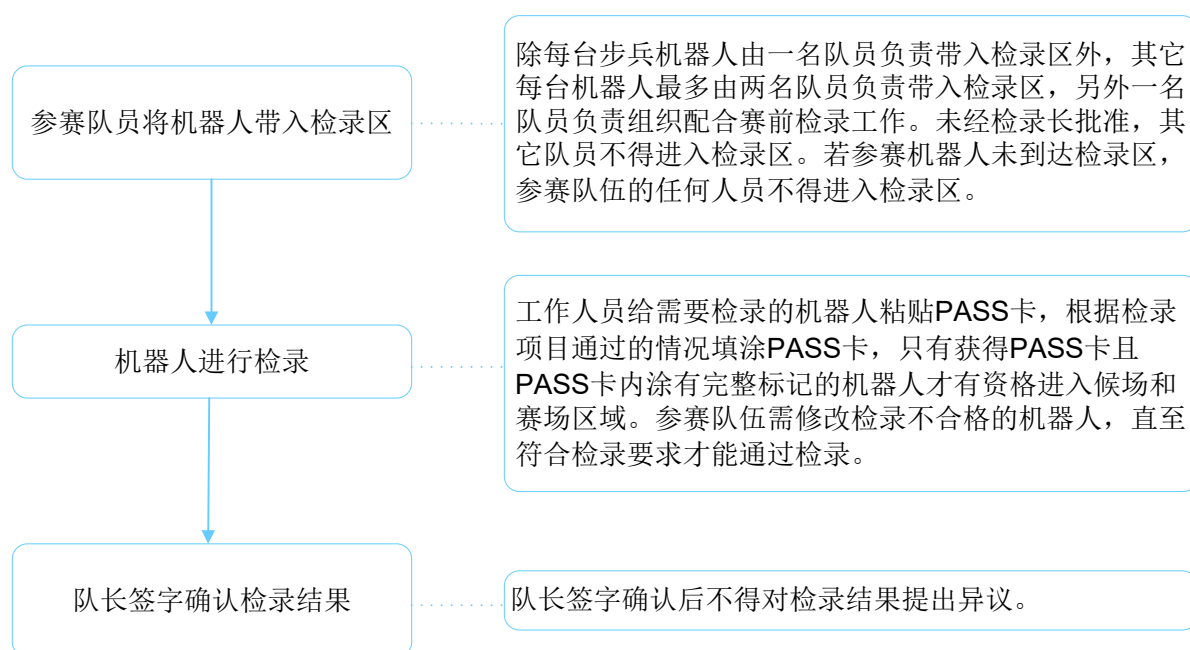 参赛队员将机器人带入检录区
除每台步兵机器人由一名队员负责带入检录区外，其它
每台机器人最多由两名队员负责带入检录区，另外一名
队员负责组织配合赛前检录工作。未经检录长批准，其
它队员不得进入检录区。若参赛机器人未到达检录区，
参赛队伍的任何人员不得进入检录区。
机器人进行检录
工作人员给需要检录的机器人粘贴PASS卡，根据检录
项目通过的情况填涂PASS卡，只有获得PASS卡且
PASS卡内涂有完整标记的机器人才有资格进入候场和
赛场区域。参赛队伍需修改检录不合格的机器人，直至
符合检录要求才能通过检录。
队长签字确认检录结果
队长签字确认后不得对检录结果提出异议。